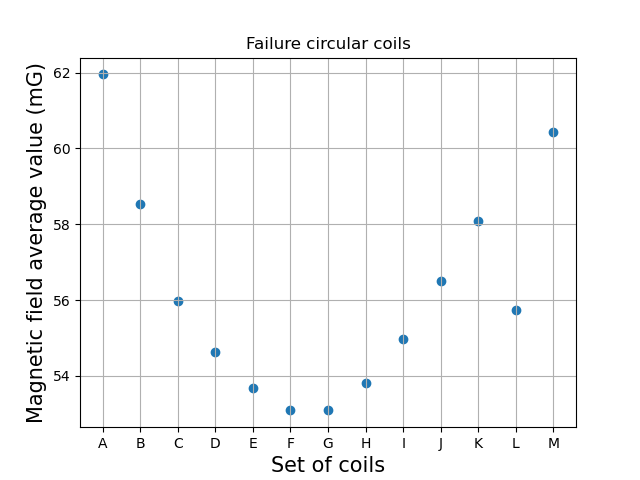 Failure circular coils
Magnetic field average value (mG)
62
60
58
56
54
A B C D E F G H I J K L M
Set of coils